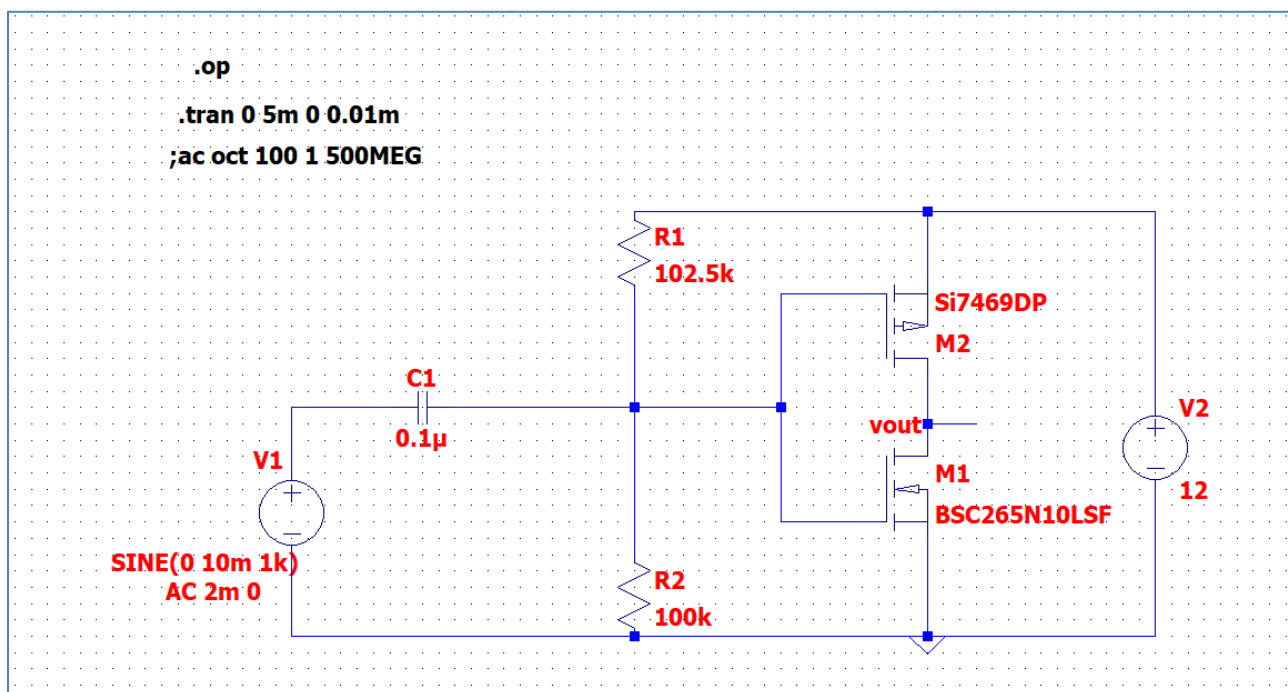 .op
.tran 0 5m 0 0.01m
;ac oct 100 1 500MEG
R1
102.5k
Si7469DP
M2
C1
0.1µ
vout
V2
12
V1
M1
BSC265N10LSF
SINE(0 10m 1k)
AC 2m 0
R2
100k